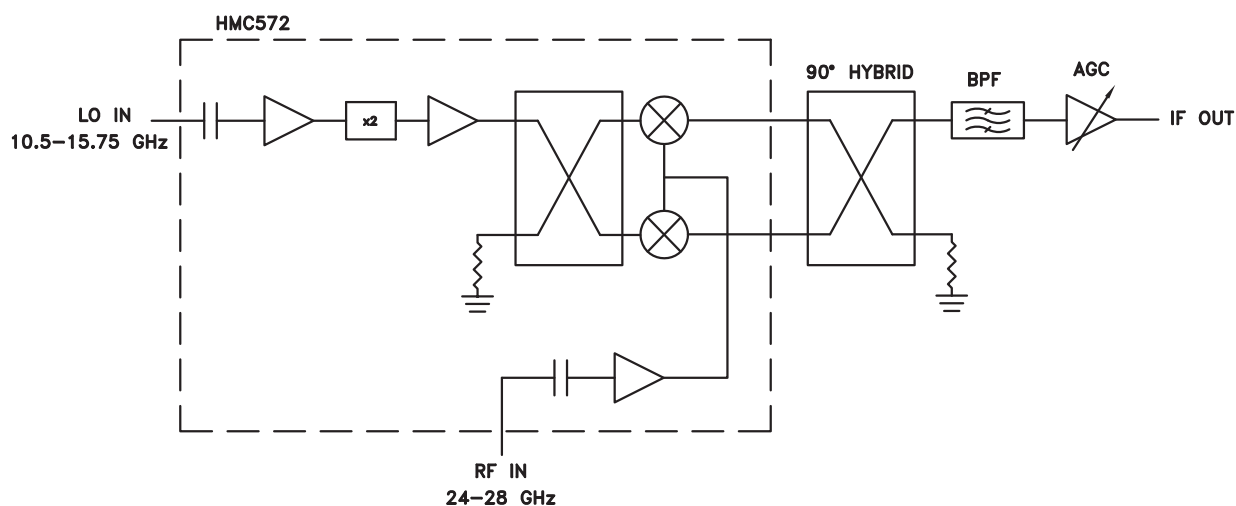 HMC572
LO IN
10.5–15.75 GHz
x2
90° HYBRID
BPF
AGC
IF OUT
RF IN
24–28 GHz